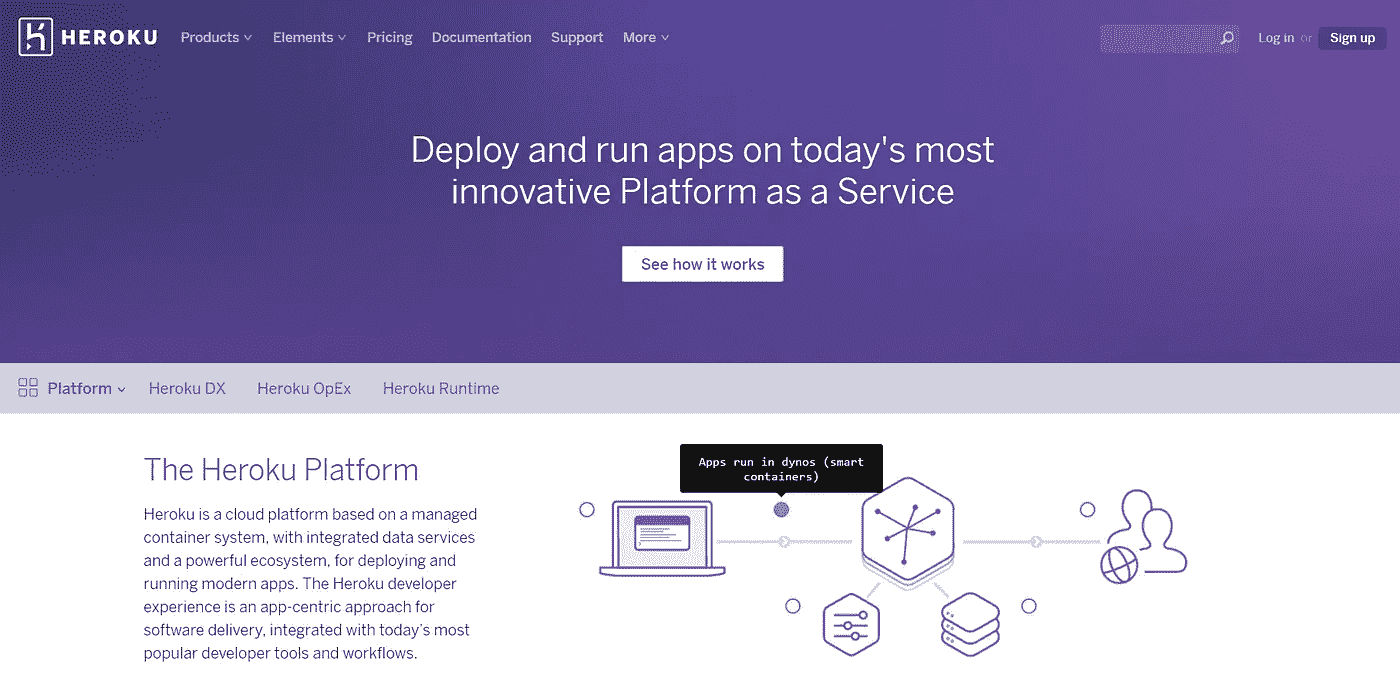 HEROKU Products Elements Pricing Documentation Support More Log in or Sign up
Deploy and run apps on today's most
innovative Platform as a Service
See how it works
Platform Heroku DX Heroku OpEx Heroku Runtime
The Heroku Platform
Heroku is a cloud platform based on a managed
container system, with integrated data services
and a powerful ecosystem, for deploying and
running modern apps. The Heroku developer
experience is an app-centric approach for
software delivery, integrated with today’s most
popular developer tools and workflows.
Apps run in dynos (smart
containers)